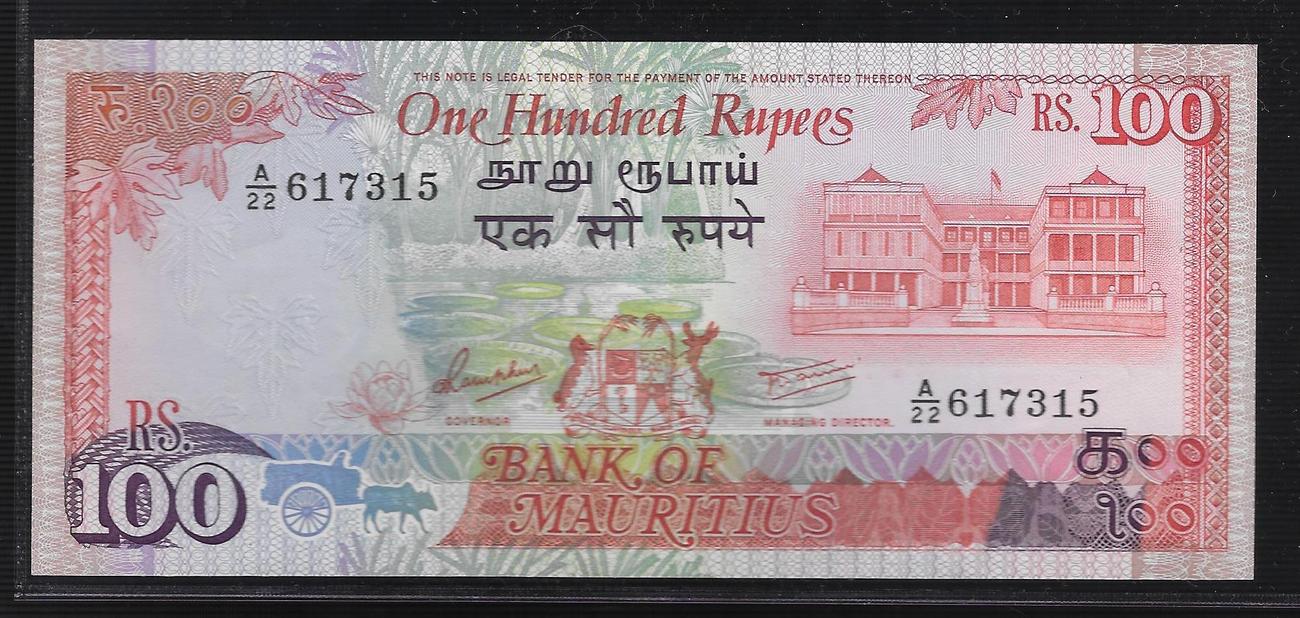 THIS NOTE IS LEGAL TENDER FOR THE PAYMENT OF THE AMOUNT STATED THEREON
रु.१००
One Hundred Rupees
RS. 100
A/22 617315
நூறு ரூபாய்
एक सौ रुपये
GOVERNOR
MANAGING DIRECTOR.
A/22 617315
RS.
100
BANK OF
MAURITIUS
௧௦௦
૧૦૦